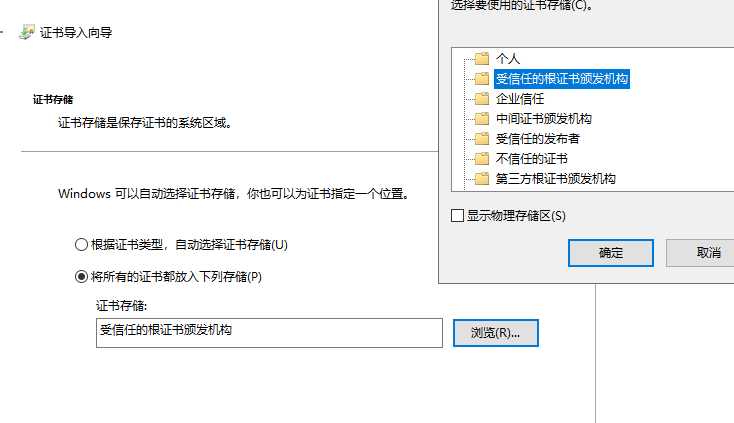 证书导入向导
证书存储
证书存储是保存证书的系统区域。
Windows 可以自动选择证书存储，你也可以为证书指定一个位置。
根据证书类型，自动选择证书存储(U)
将所有的证书都放入下列存储(P)
证书存储:
受信任的根证书颁发机构
浏览(R)...
选择要使用的证书存储(C)。
个人
受信任的根证书颁发机构
企业信任
中间证书颁发机构
受信任的发布者
不信任的证书
第三方根证书颁发机构
显示物理存储区(S)
确定
取消